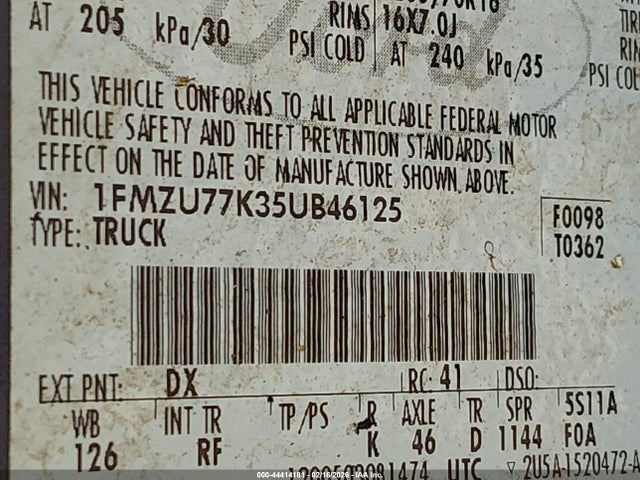 RIMS 16X7.0J
AT 205 kPa/30 PSI COLD AT 240 kPa/35 PSI COL
THIS VEHICLE CONFORMS TO ALL APPLICABLE FEDERAL MOTOR
VEHICLE SAFETY AND THEFT PREVENTION STANDARDS IN
EFFECT ON THE DATE OF MANUFACTURE SHOWN ABOVE.
VIN: 1FMZU77K35UB46125
F0098
TYPE: TRUCK
T0362
EXT PNT: DX RC: 41 DSO:
WB INT TR TP/PS R AXLE TR SPR 5S11A
126 RF K 46 D 1144 F0A
UTC ▽ 2U5A-1520472-A
000-44414181 - 02/16/2026 - IAAI